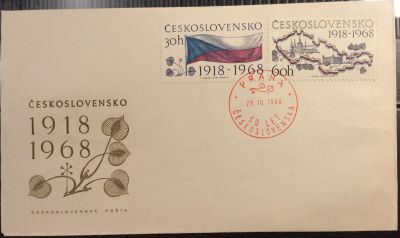 ČESKOSLOVENSKO
30h
1918-1968
ČESKOSLOVENSKO
1918-1968
60h
PRAHA
29.10.1968
50 LET
ČESKOSLOVENSKA
ČESKOSLOVENSKO
1918
1968
ČESKOSLOVENSKÁ POŠTA